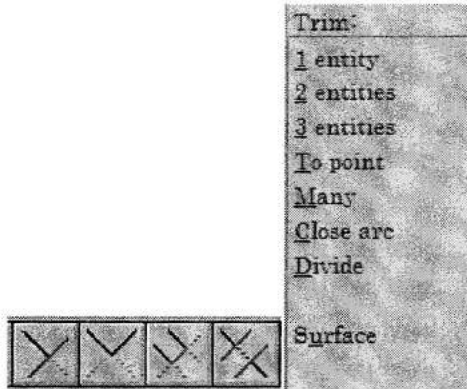 Trim:
1 entity
2 entities
3 entities
To point
Many
Close arc
Divide
Surface